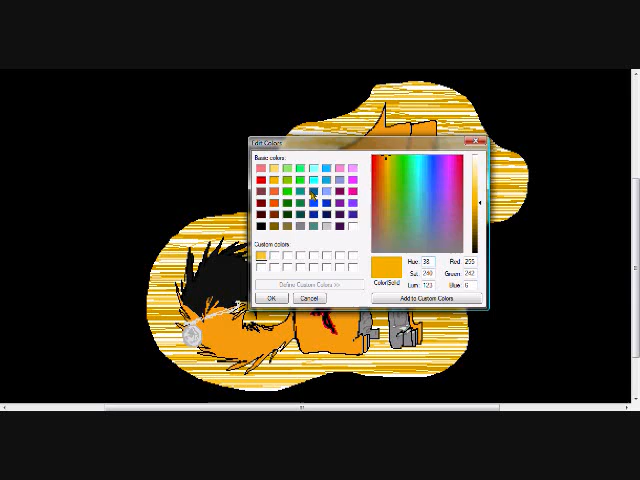 Edit Colors
Basic colors:
Custom colors:
Define Custom Colors >>
OK
Cancel
Color|Solid
Hue: 38
Sat: 240
Lum: 123
Red: 255
Green: 242
Blue: 6
Add to Custom Colors